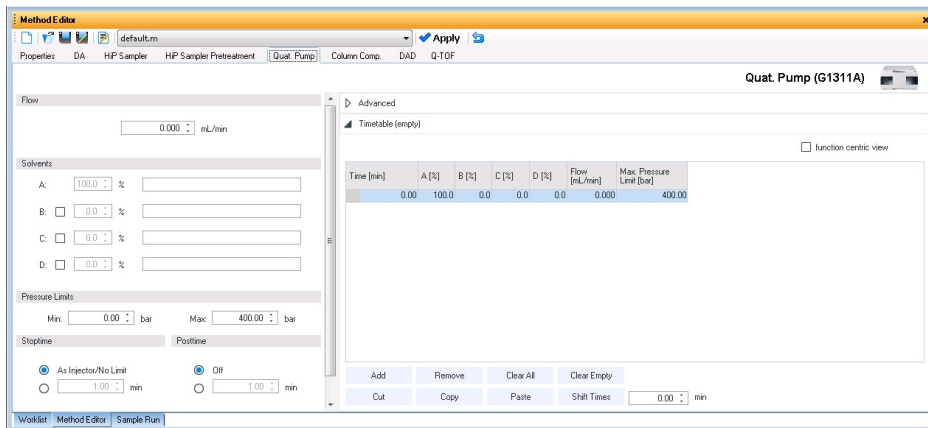 Method Editor
default.m
Apply
Properties DA HiP Sampler HiP Sampler Pretreatment Quat. Pump Column Comp. DAD Q-TOF
Quat. Pump (G1311A)
Flow
0.000 mL/min
Solvents
A: 100.0 %
B: 0.0 %
C: 0.0 %
D: 0.0 %
Pressure Limits
Min: 0.00 bar Max: 400.00 bar
Stoptime Posttime
As Injector/No Limit Off
1.00 min 1.00 min
Advanced
Timetable (empty)
function centric view
Time [min] A [%] B [%] C [%] D [%] Flow [mL/min] Max. Pressure Limit [bar]
0.00 100.0 0.0 0.0 0.0 0.000 400.00
Add Remove Clear All Clear Empty
Cut Copy Paste Shift Times 0.00 min
Worklist Method Editor Sample Run